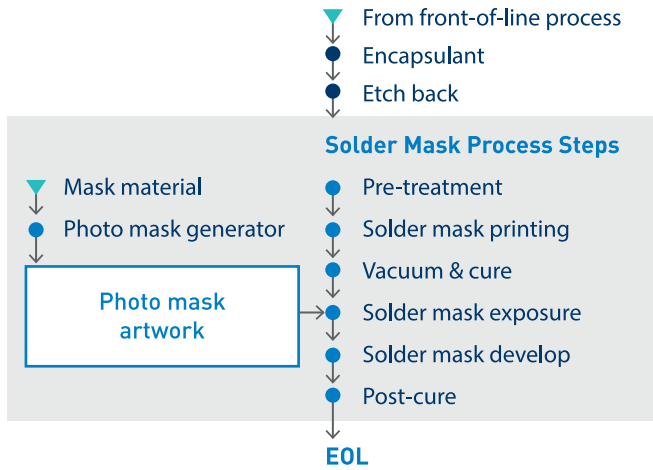 From front-of-line process
Encapsulant
Etch back
Solder Mask Process Steps
Mask material
Photo mask generator
Photo mask
artwork
Pre-treatment
Solder mask printing
Vacuum & cure
Solder mask exposure
Solder mask develop
Post-cure
EOL